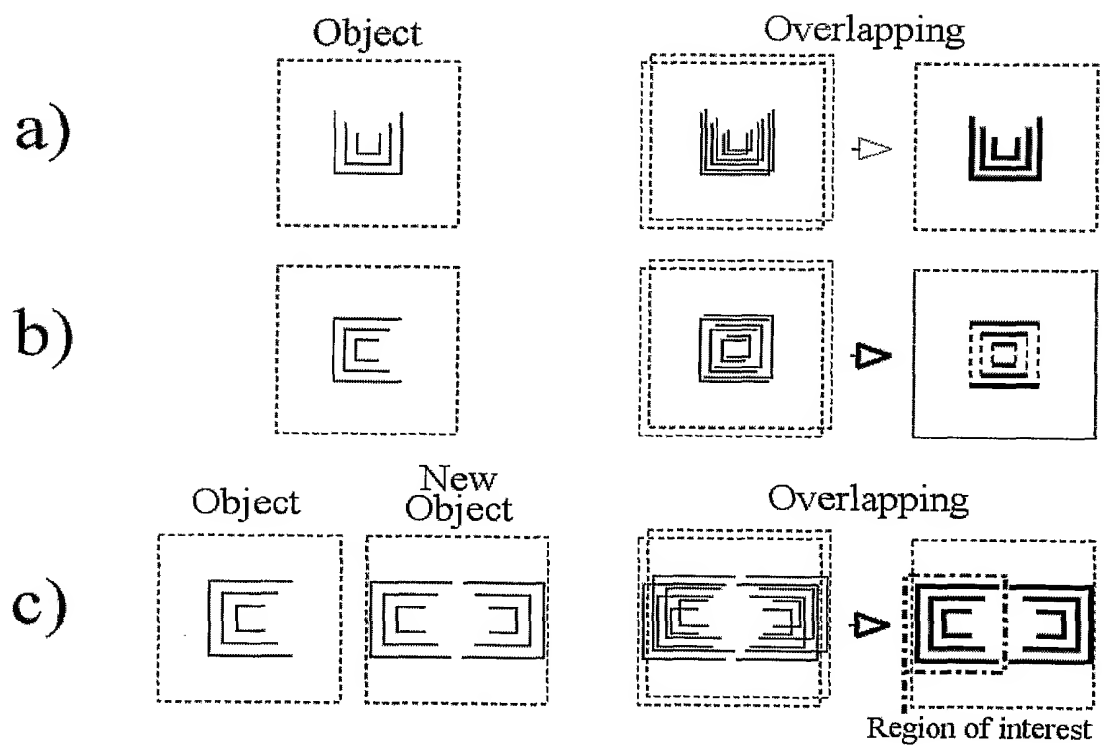 Object
Overlapping
a)
b)
Object
New
Object
Overlapping
c)
Region of interest